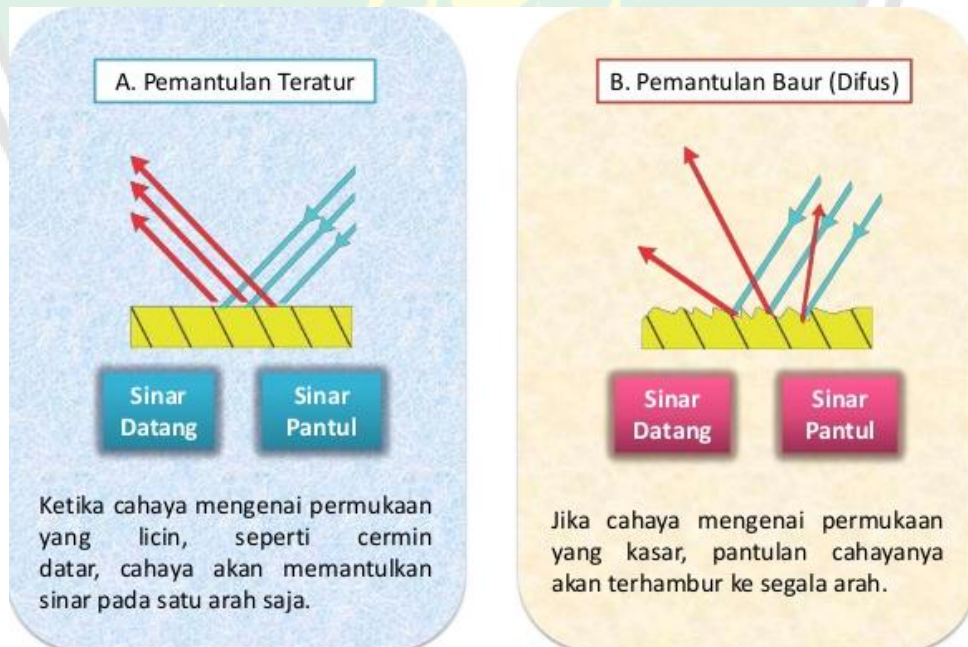 A. Pemantulan Teratur
Sinar
Datang
Sinar
Pantul
Ketika cahaya mengenai permukaan
yang licin, seperti cermin
datar, cahaya akan memantulkan
sinar pada satu arah saja.
B. Pemantulan Baur (Difus)
Sinar
Datang
Sinar
Pantul
Jika cahaya mengenai permukaan
yang kasar, pantulan cahayanya
akan terhambur ke segala arah.